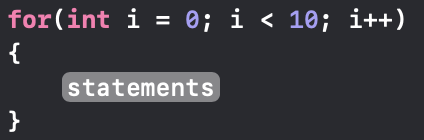 for(int i = 0; i < 10; i++)
{
    statements
}